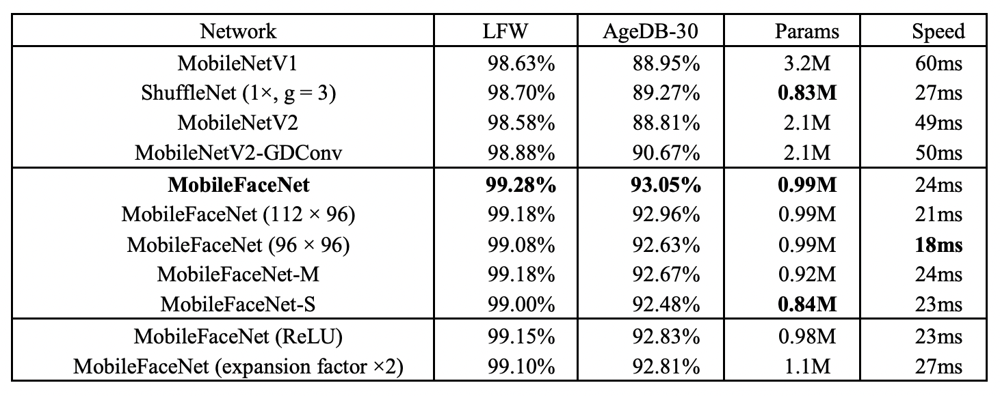 Network LFW AgeDB-30 Params Speed
MobileNetV1 98.63% 88.95% 3.2M 60ms
ShuffleNet (1×, g = 3) 98.70% 89.27% 0.83M 27ms
MobileNetV2 98.58% 88.81% 2.1M 49ms
MobileNetV2-GDConv 98.88% 90.67% 2.1M 50ms
MobileFaceNet 99.28% 93.05% 0.99M 24ms
MobileFaceNet (112 × 96) 99.18% 92.96% 0.99M 21ms
MobileFaceNet (96 × 96) 99.08% 92.63% 0.99M 18ms
MobileFaceNet-M 99.18% 92.67% 0.92M 24ms
MobileFaceNet-S 99.00% 92.48% 0.84M 23ms
MobileFaceNet (ReLU) 99.15% 92.83% 0.98M 23ms
MobileFaceNet (expansion factor ×2) 99.10% 92.81% 1.1M 27ms